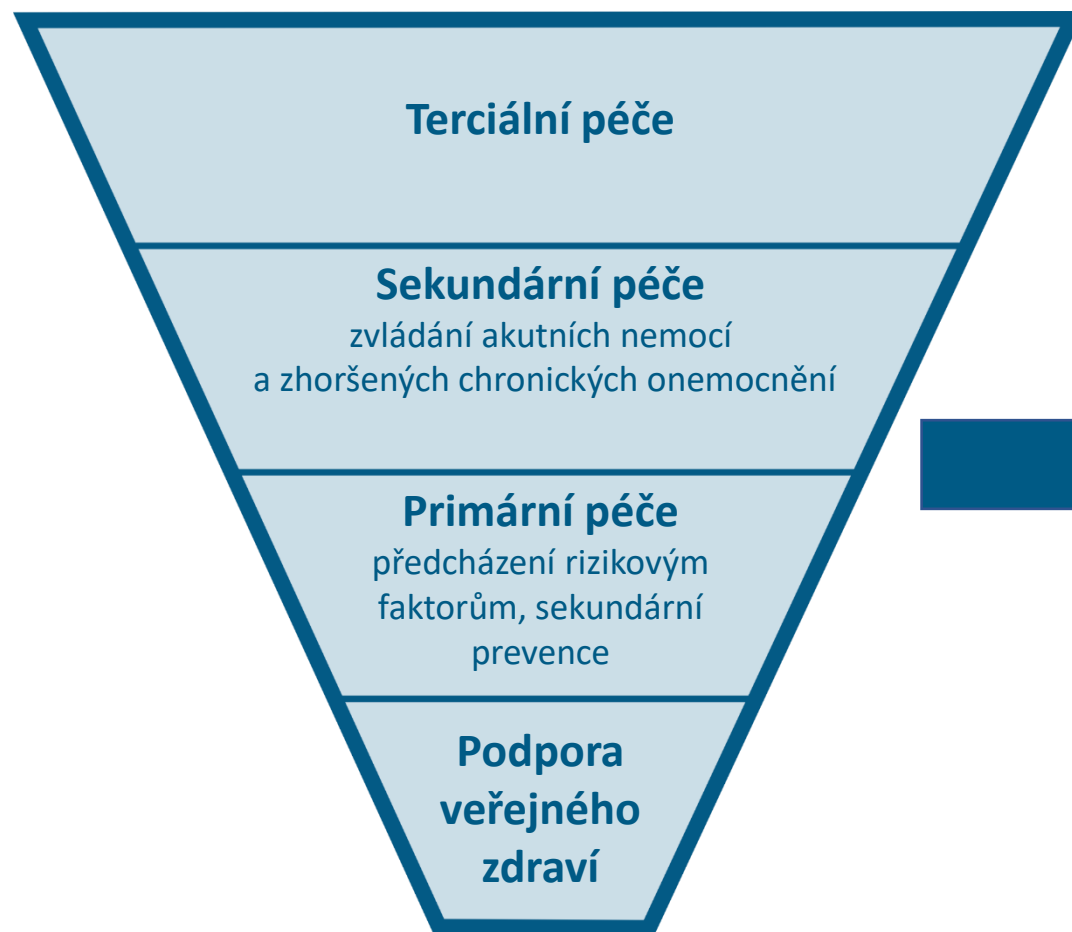 Terciální péče
Sekundární péče
zvládání akutních nemocí
a zhoršených chronických onemocnění
Primární péče
předcházení rizikovým
faktorům, sekundární
prevence
Podpora
veřejného
zdraví